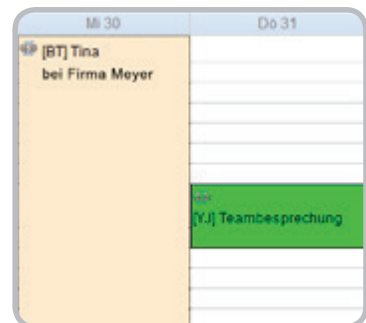 Mi 30
Do 31
[BT] Tina
bei Firma Meyer
[YJ] Teambesprechung